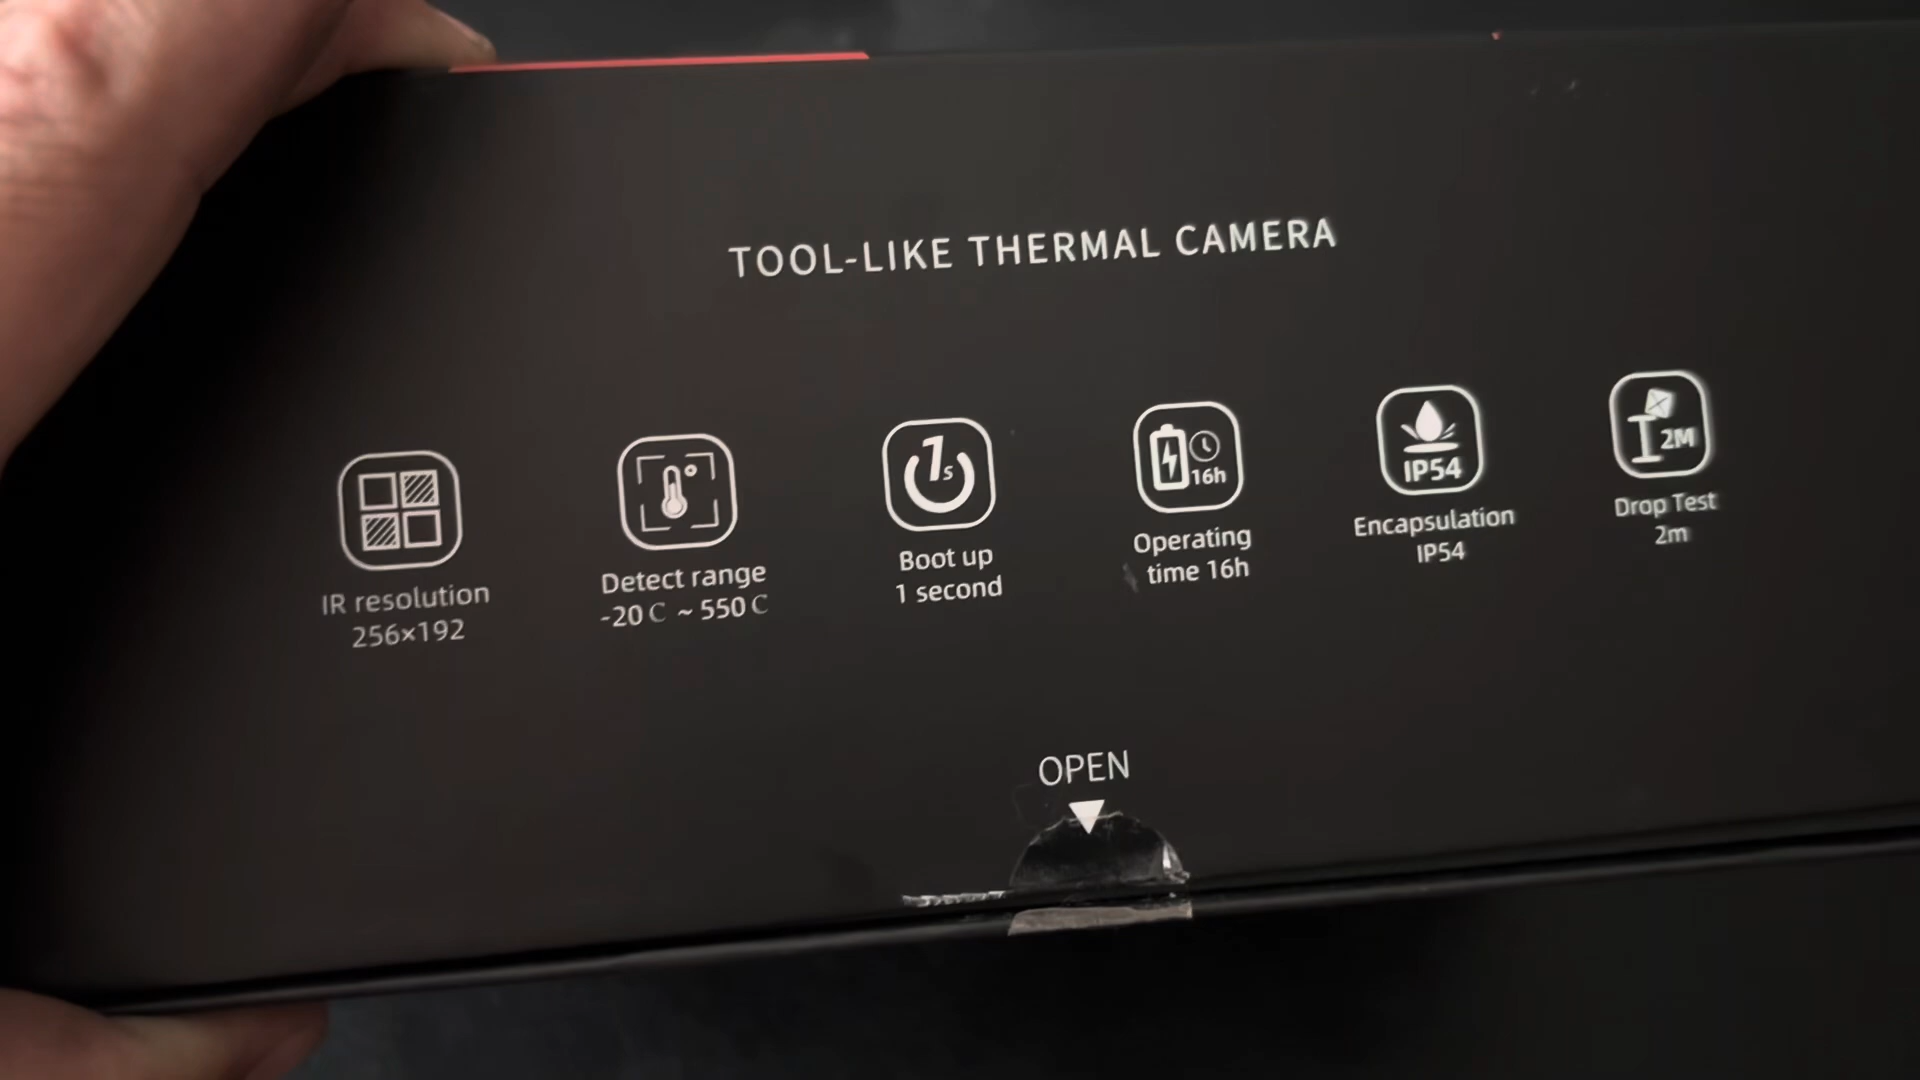 TOOL-LIKE THERMAL CAMERA
1s
16h
IP54
2M
IR resolution
256×192
Detect range
-20 C ~ 550 C
Boot up
1 second
Operating
time 16h
Encapsulation
IP54
Drop Test
2m
OPEN